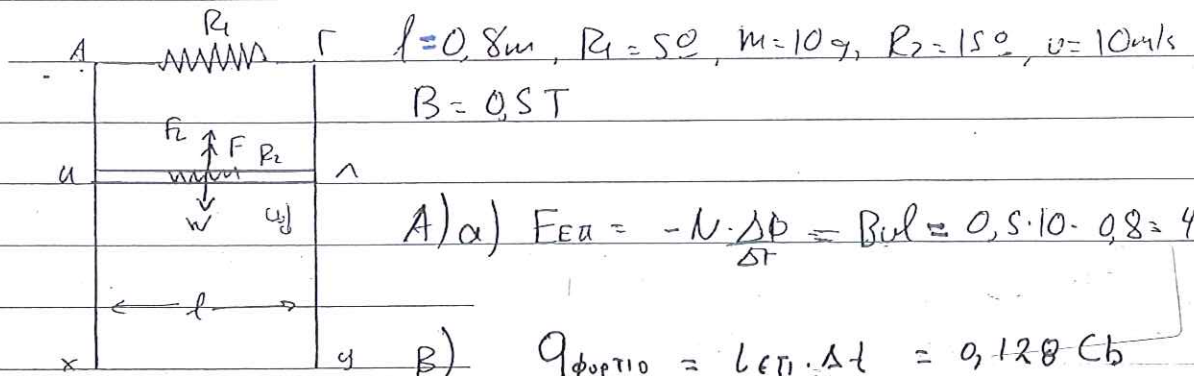 R₁
A Γ l = 0,8m, R₁ = 5Ω, m = 10g, R₂ = 15Ω, υ = 10m/s
B = 0,5T
F_L F R₂
κ Λ
w
A) α) Eεπ = -N·ΔΦ/Δt = Bυl = 0,5·10·0,8 = 4
l
x y B) qφορτιο = Iεπ·Δt = 0,128 Cb